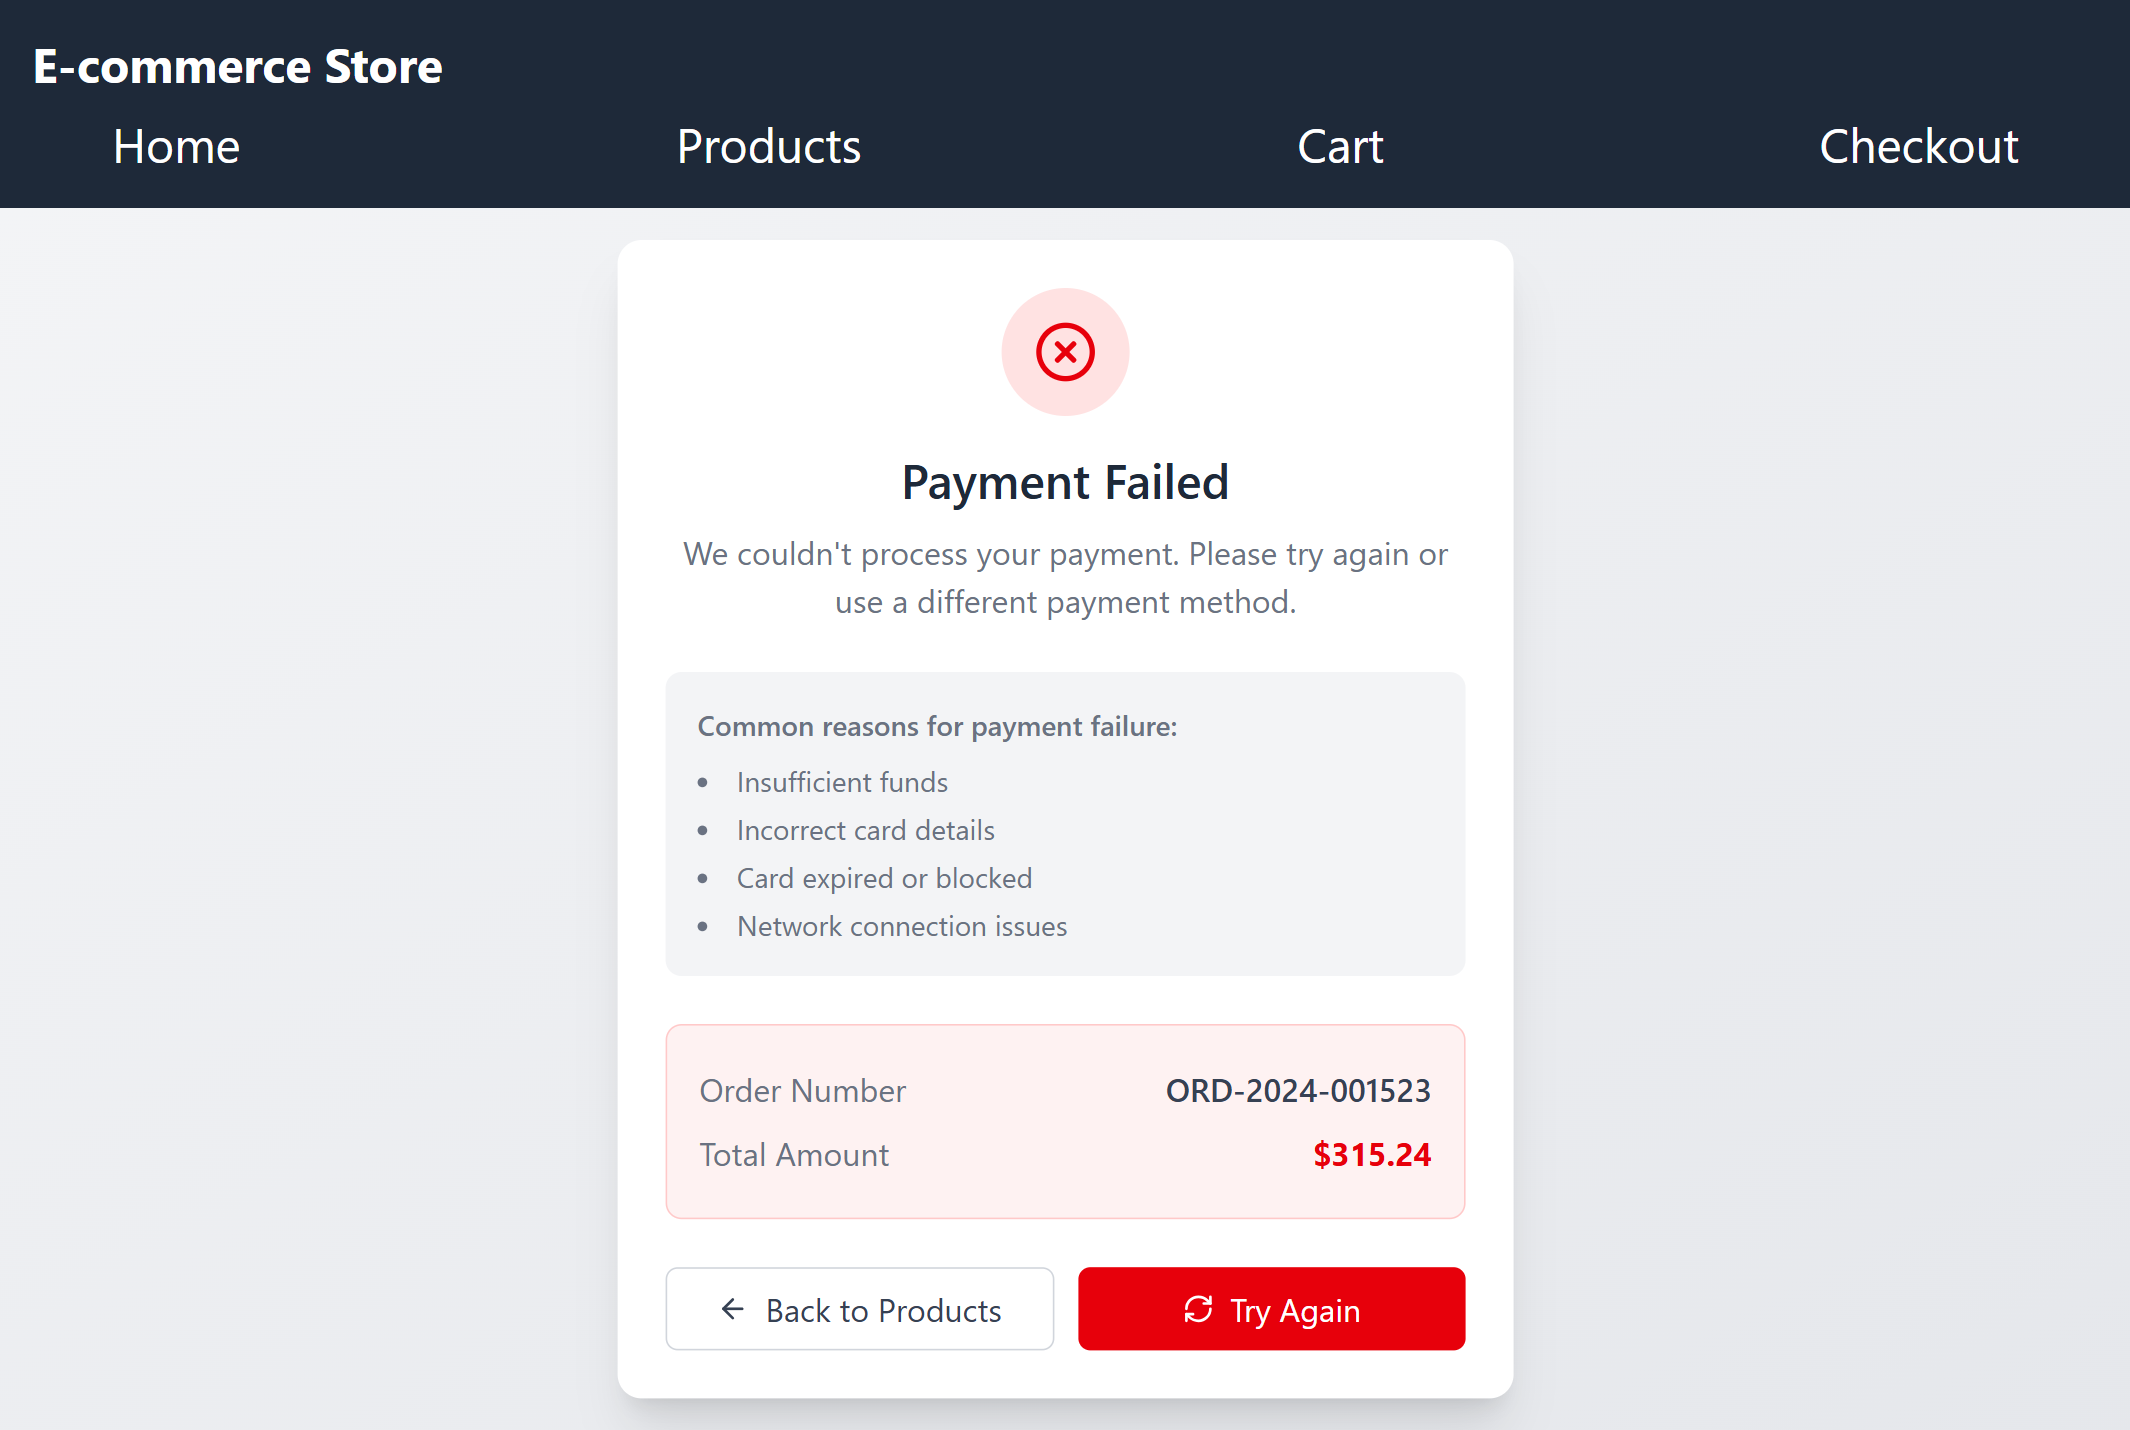 E-commerce Store
Home Products Cart Checkout
Payment Failed
We couldn't process your payment. Please try again or
use a different payment method.
Common reasons for payment failure:
• Insufficient funds
• Incorrect card details
• Card expired or blocked
• Network connection issues
Order Number ORD-2024-001523
Total Amount $315.24
Back to Products Try Again